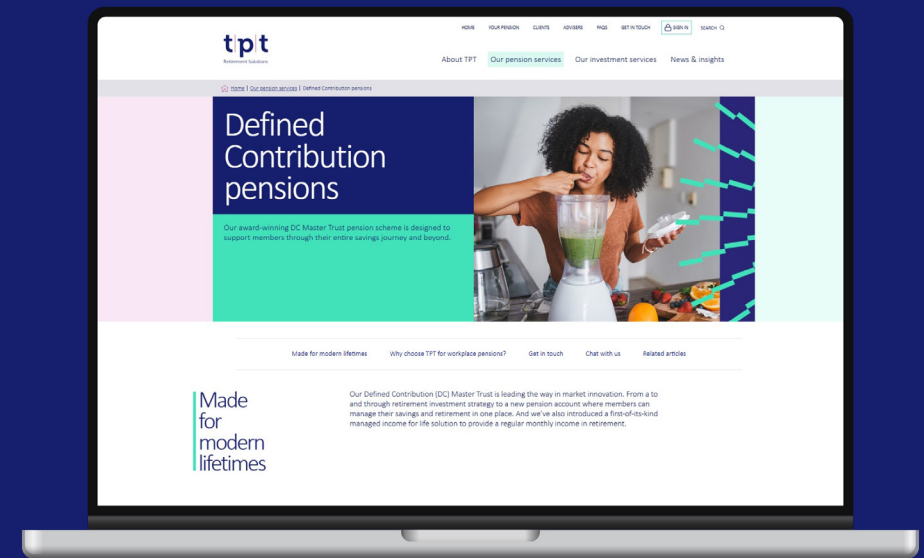 HOME YOUR PENSION CLIENTS ADVISERS FAQS GET IN TOUCH SIGN IN SEARCH
tpt
Retirement Solutions
About TPT Our pension services Our investment services News & insights
Home | Our pension services | Defined Contribution pensions
Defined
Contribution
pensions
Our award-winning DC Master Trust pension scheme is designed to
support members through their entire savings journey and beyond.
Made for modern lifetimes Why choose TPT for workplace pensions? Get in touch Chat with us Related articles
Made
for
modern
lifetimes
Our Defined Contribution (DC) Master Trust is leading the way in market innovation. From a to
and through retirement investment strategy to a new pension account where members can
manage their savings and retirement in one place. And we've also introduced a first-of-its-kind
managed income for life solution to provide a regular monthly income in retirement.